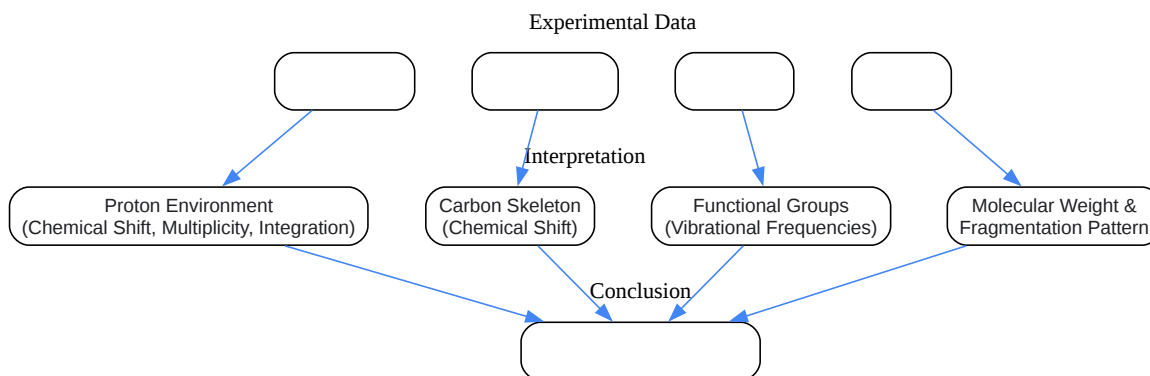 Experimental Data
Interpretation
Proton Environment
(Chemical Shift, Multiplicity, Integration)
Carbon Skeleton
(Chemical Shift)
Functional Groups
(Vibrational Frequencies)
Molecular Weight &
Fragmentation Pattern
Conclusion